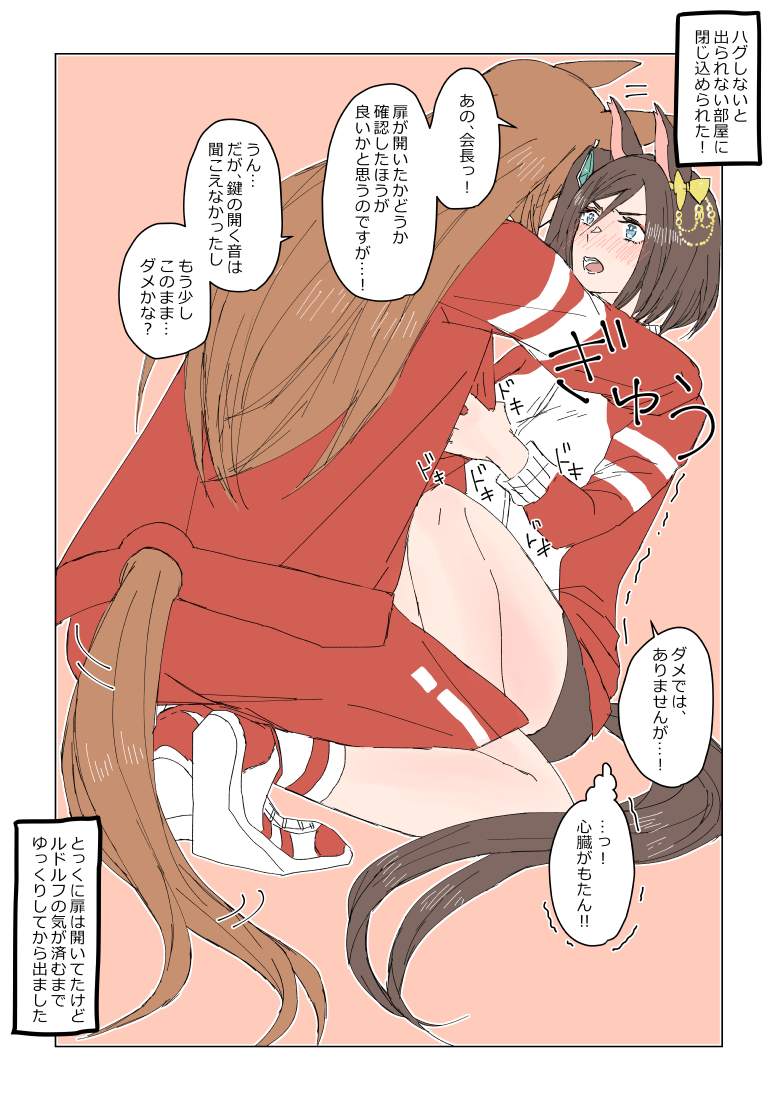 ハグしないと
出られない部屋に
閉じ込められた！
あの、会長っ！
扉が開いたかどうか
確認したほうが
良いかと思うのですが…！
うん…
だが、鍵の開く音は
聞こえなかったし
もう少し
このまま…
ダメかな？
ぎゅうっ
ドキ
ドキ
ドキ
ドキ
ドキ
ダメでは、
ありませんが…！
…っ！
心臓がもたん!!
とっくに扉は開いてたけど
ルドルフの気が済むまで
ゆっくりしてから出ました